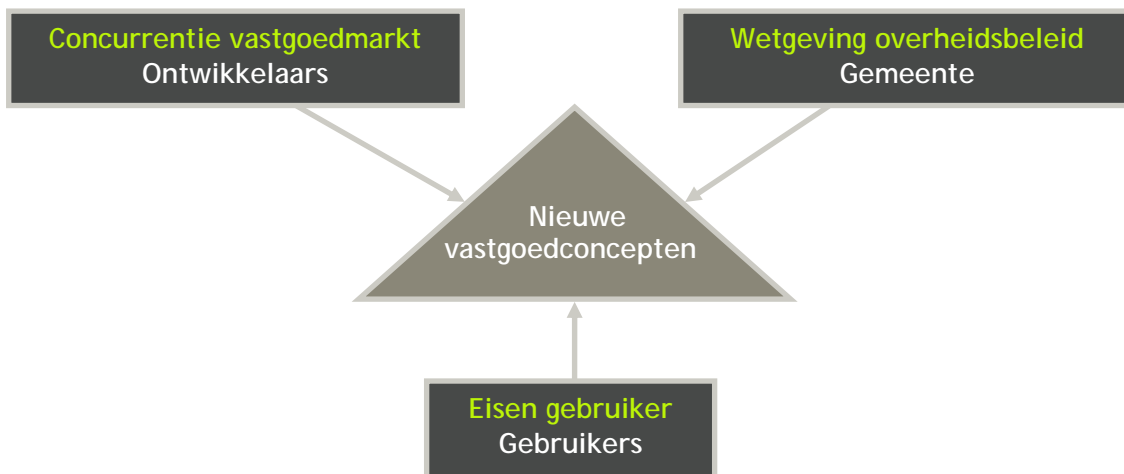 Concurrentie vastgoedmarkt
Ontwikkelaars
Wetgeving overheidsbeleid
Gemeente
Nieuwe
vastgoedconcepten
Eisen gebruiker
Gebruikers